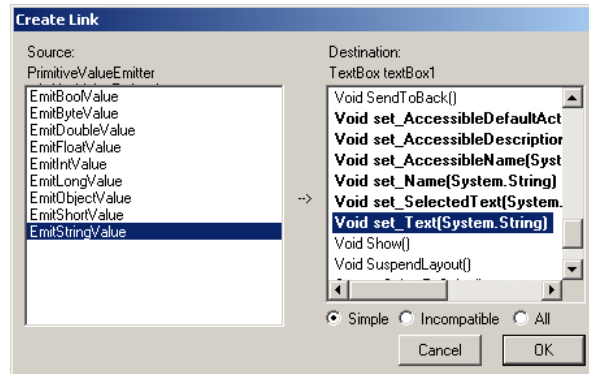 Create Link
Source:
PrimitiveValueEmitter
EmitBoolValue
EmitByteValue
EmitDoubleValue
EmitFloatValue
EmitIntValue
EmitLongValue
EmitObjectValue
EmitShortValue
EmitStringValue
-->
Destination:
TextBox textBox1
Void SendToBack()
Void set_AccessibleDefaultAct
Void set_AccessibleDescription
Void set_AccessibleName(Syst
Void set_Name(System.String)
Void set_SelectedText(System.
Void set_Text(System.String)
Void Show()
Void SuspendLayout()
Simple Incompatible All
Cancel OK